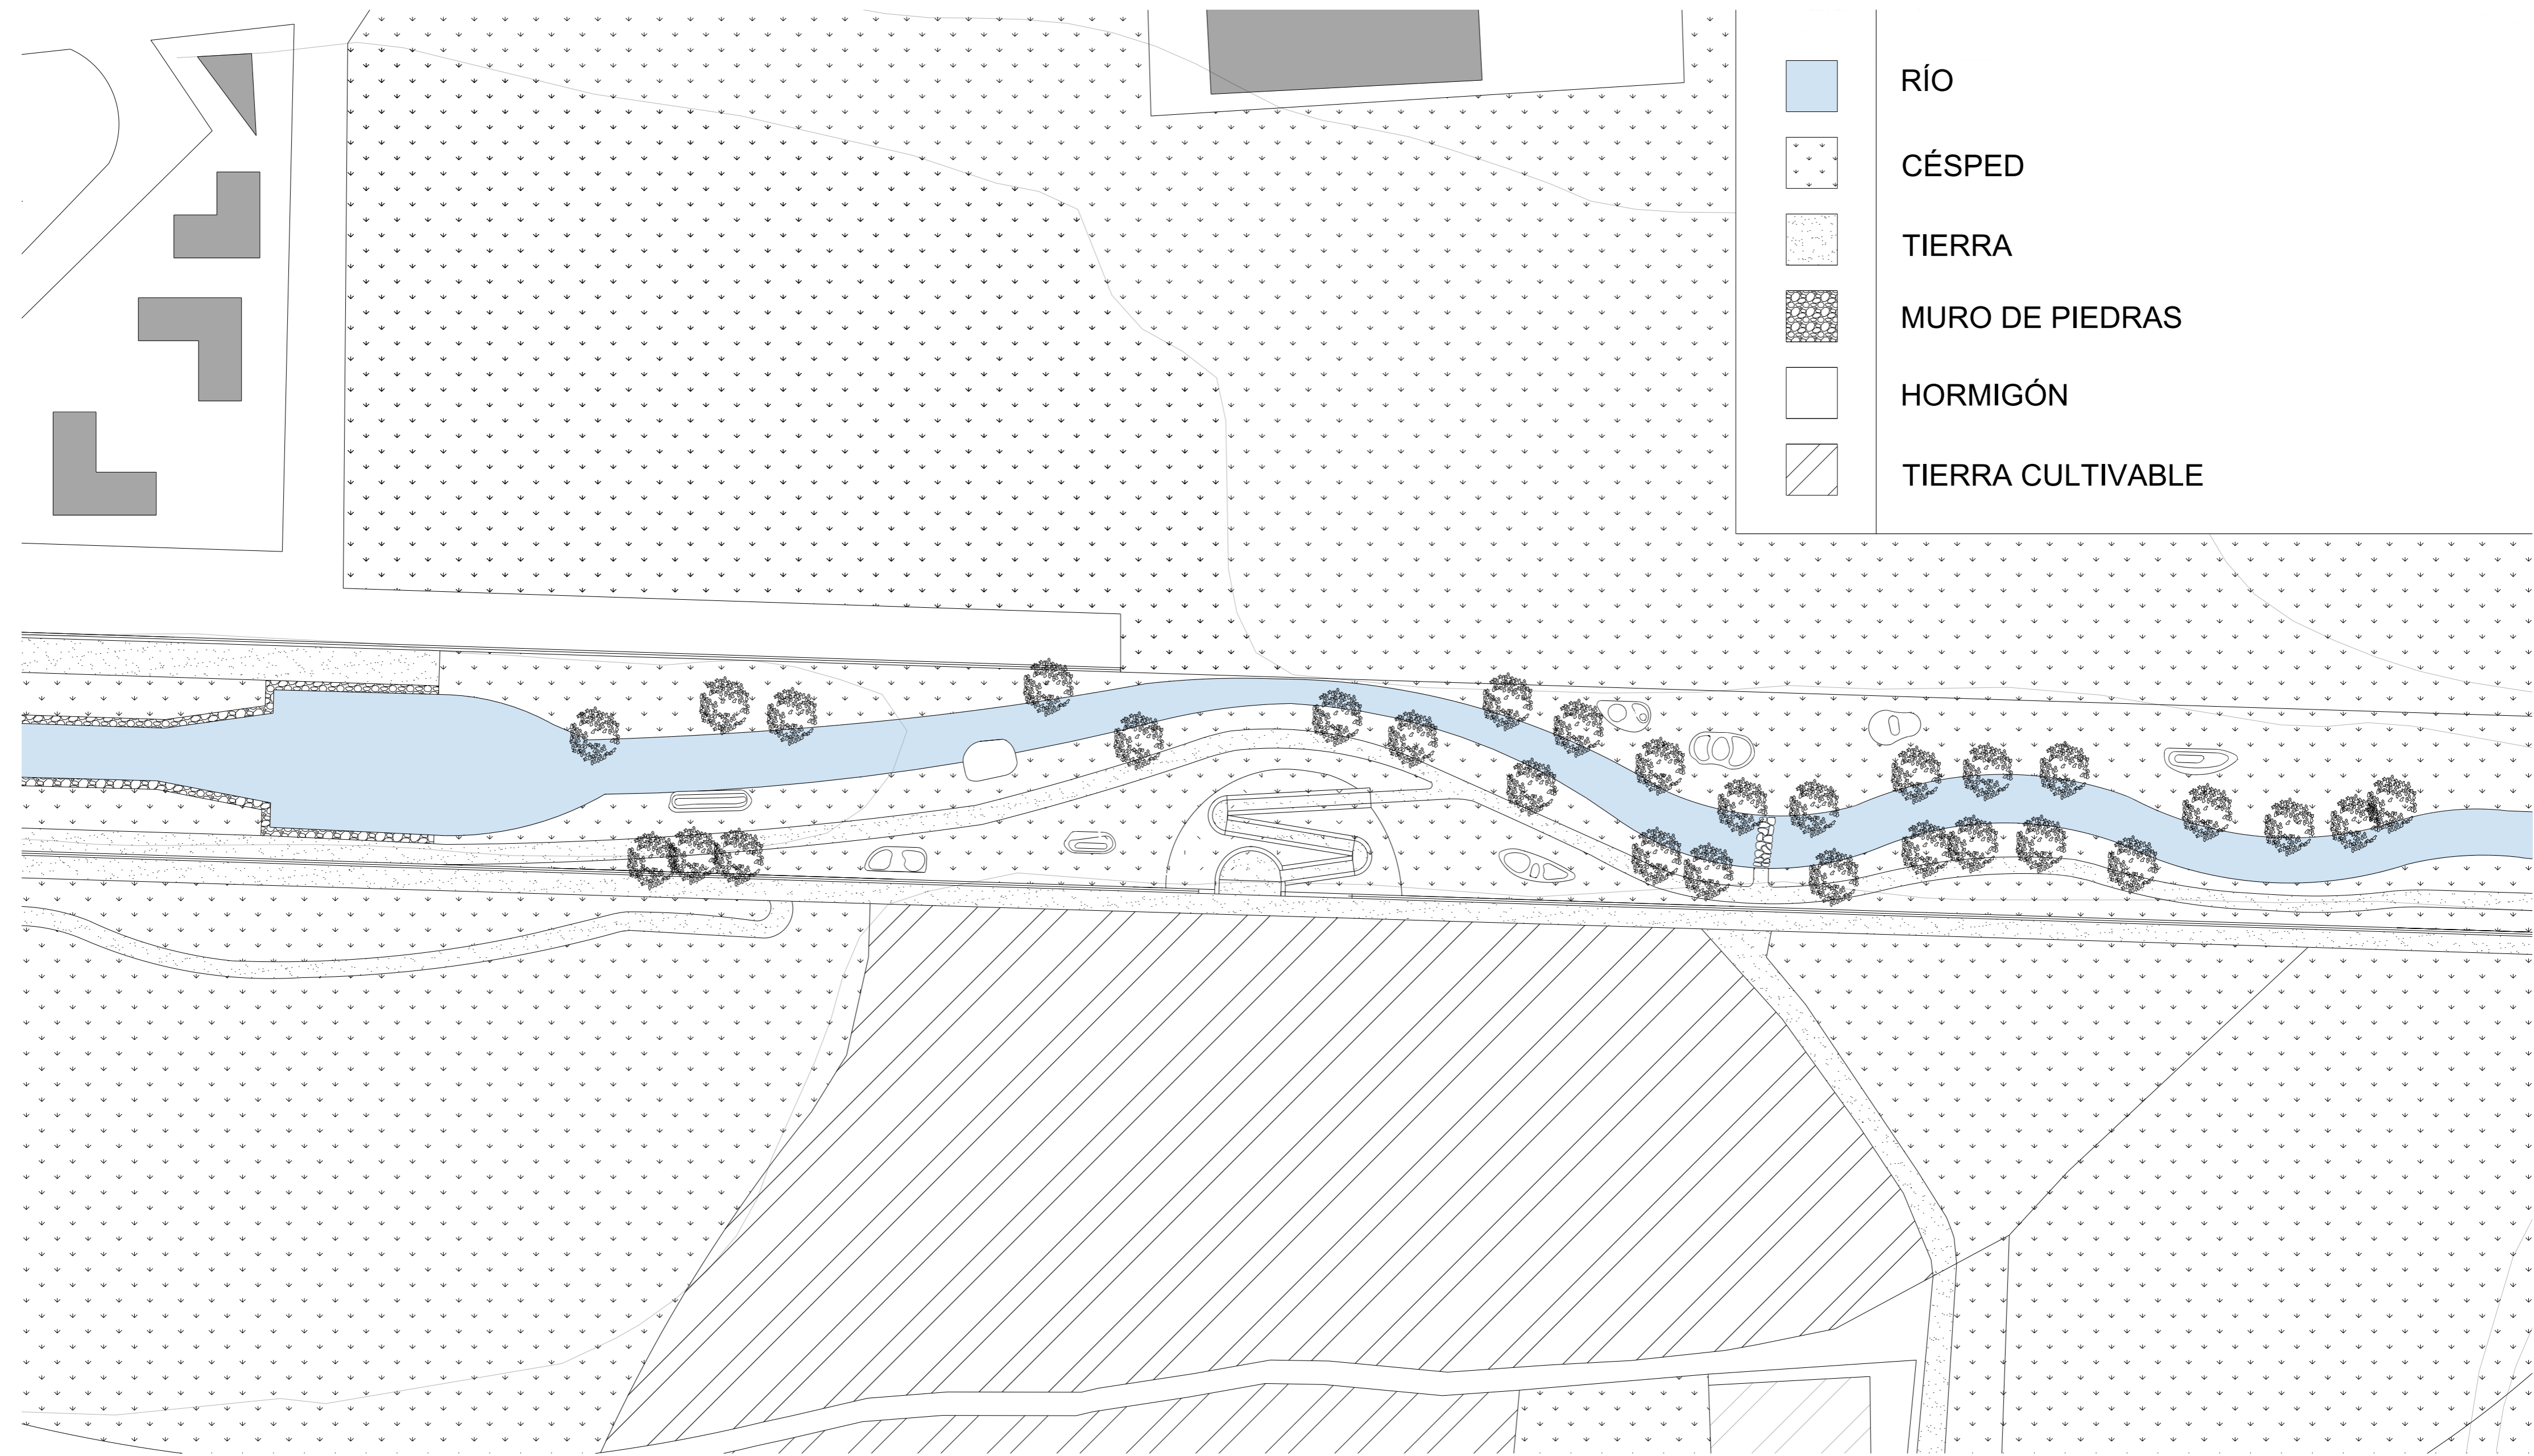 RÍO
CÉSPED
TIERRA
MURO DE PIEDRAS
HORMIGÓN
TIERRA CULTIVABLE